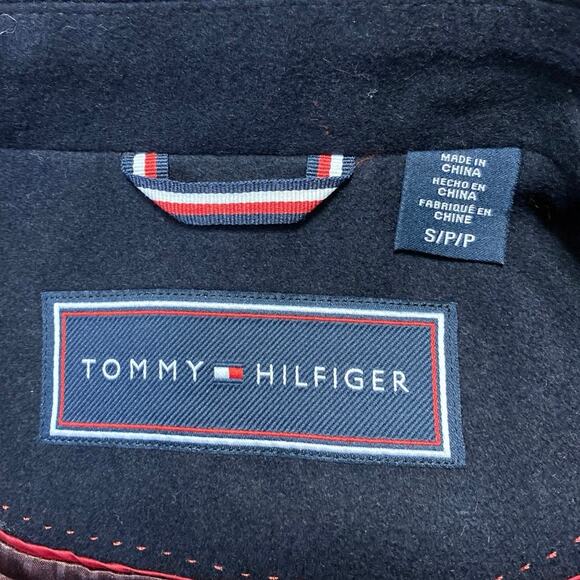 MADE IN
CHINA
HECHO EN
CHINA
FABRIQUÉ EN
CHINE
S/P/P
TOMMY HILFIGER